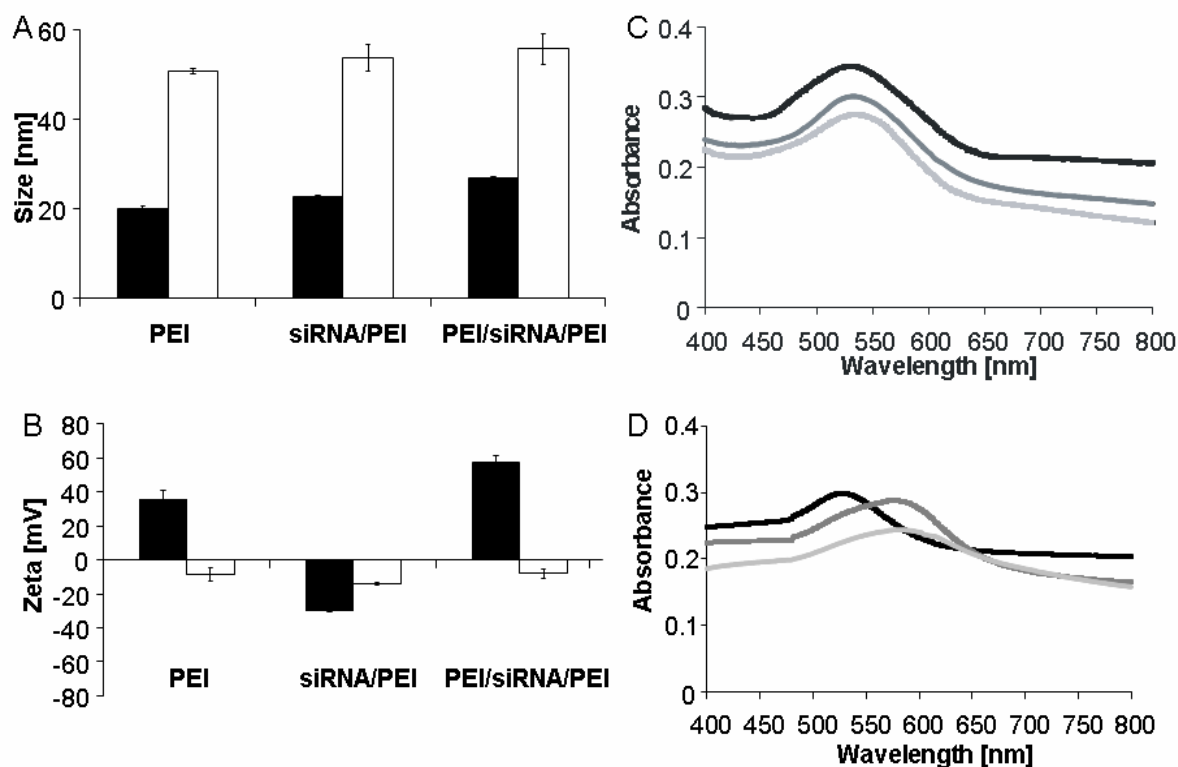 A
Size [nm]
60
40
20
0
PEI siRNA/PEI PEI/siRNA/PEI
B
Zeta [mV]
80
60
40
20
0
-20
-40
-60
-80
PEI siRNA/PEI PEI/siRNA/PEI
C
Absorbance
0.4
0.3
0.2
0.1
0
400 450 500 550 600 650 700 750 800
Wavelength [nm]
D
Absorbance
0.4
0.3
0.2
0.1
0
400 450 500 550 600 650 700 750 800
Wavelength [nm]